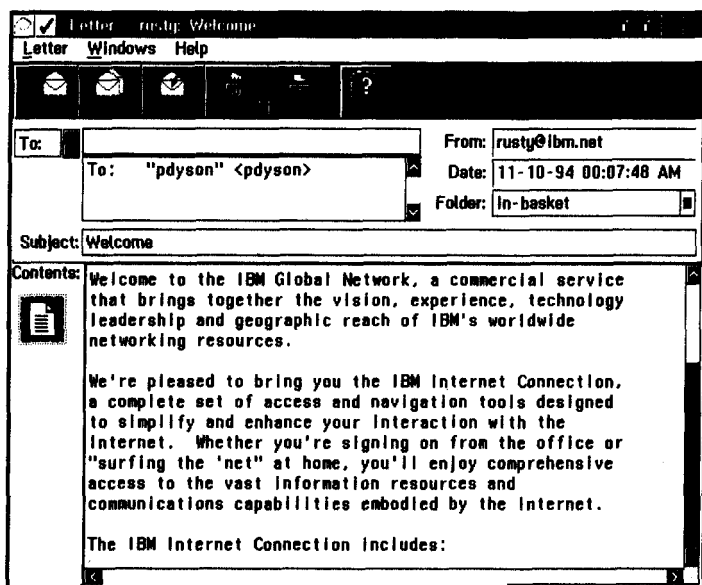 Letter rusty: Welcome
Letter Windows Help
?
To: From: rusty@ibm.net
To: "pdyson" <pdyson> Date: 11-10-94 00:07:48 AM
Folder: In-basket
Subject: Welcome
Contents: Welcome to the IBM Global Network, a commercial service
that brings together the vision, experience, technology
leadership and geographic reach of IBM's worldwide
networking resources.
We're pleased to bring you the IBM Internet Connection,
a complete set of access and navigation tools designed
to simplify and enhance your interaction with the
Internet. Whether you're signing on from the office or
"surfing the 'net" at home, you'll enjoy comprehensive
access to the vast information resources and
communications capabilities embodied by the Internet.
The IBM Internet Connection includes: